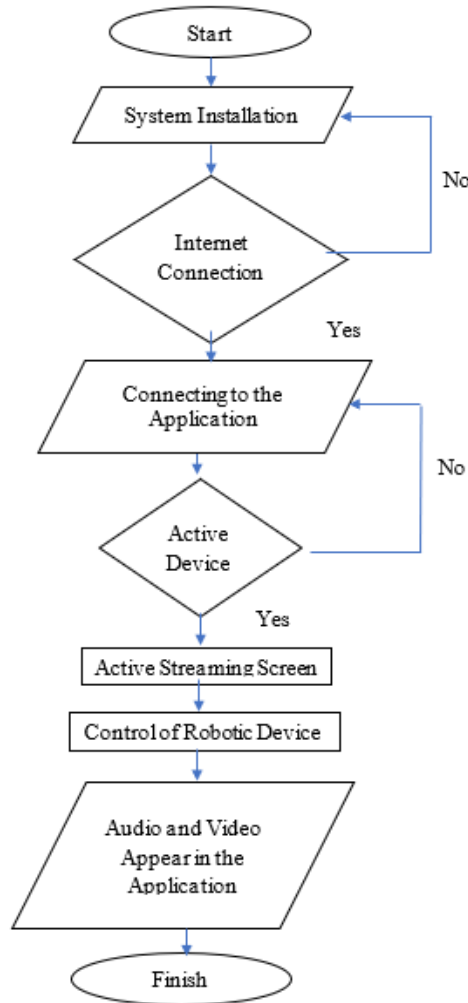 Start
System Installation
No
Internet
Connection
Yes
Connecting to the
Application
No
Active
Device
Yes
Active Streaming Screen
Control of Robotic Device
Audio and Video
Appear in the
Application
Finish